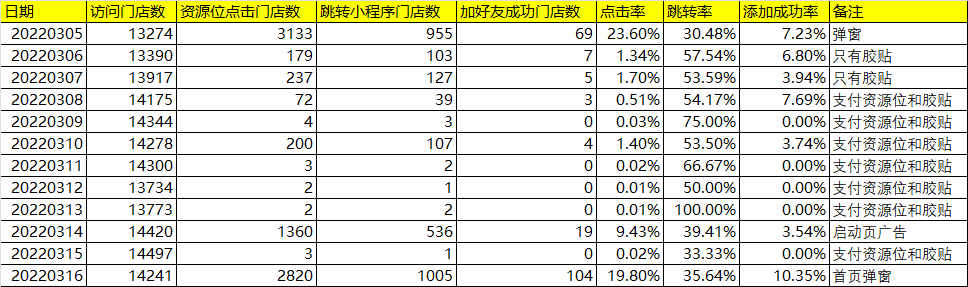 日期 访问门店数 资源位点击门店数 跳转小程序门店数 加好友成功门店数 点击率 跳转率 添加成功率 备注
20220305 13274 3133 955 69 23.60% 30.48% 7.23% 弹窗
20220306 13390 179 103 7 1.34% 57.54% 6.80% 只有胶贴
20220307 13917 237 127 5 1.70% 53.59% 3.94% 只有胶贴
20220308 14175 72 39 3 0.51% 54.17% 7.69% 支付资源位和胶贴
20220309 14344 4 3 0 0.03% 75.00% 0.00% 支付资源位和胶贴
20220310 14278 200 107 4 1.40% 53.50% 3.74% 支付资源位和胶贴
20220311 14300 3 2 0 0.02% 66.67% 0.00% 支付资源位和胶贴
20220312 13734 2 1 0 0.01% 50.00% 0.00% 支付资源位和胶贴
20220313 13773 2 2 0 0.01% 100.00% 0.00% 支付资源位和胶贴
20220314 14420 1360 536 19 9.43% 39.41% 3.54% 启动页广告
20220315 14497 3 1 0 0.02% 33.33% 0.00% 支付资源位和胶贴
20220316 14241 2820 1005 104 19.80% 35.64% 10.35% 首页弹窗